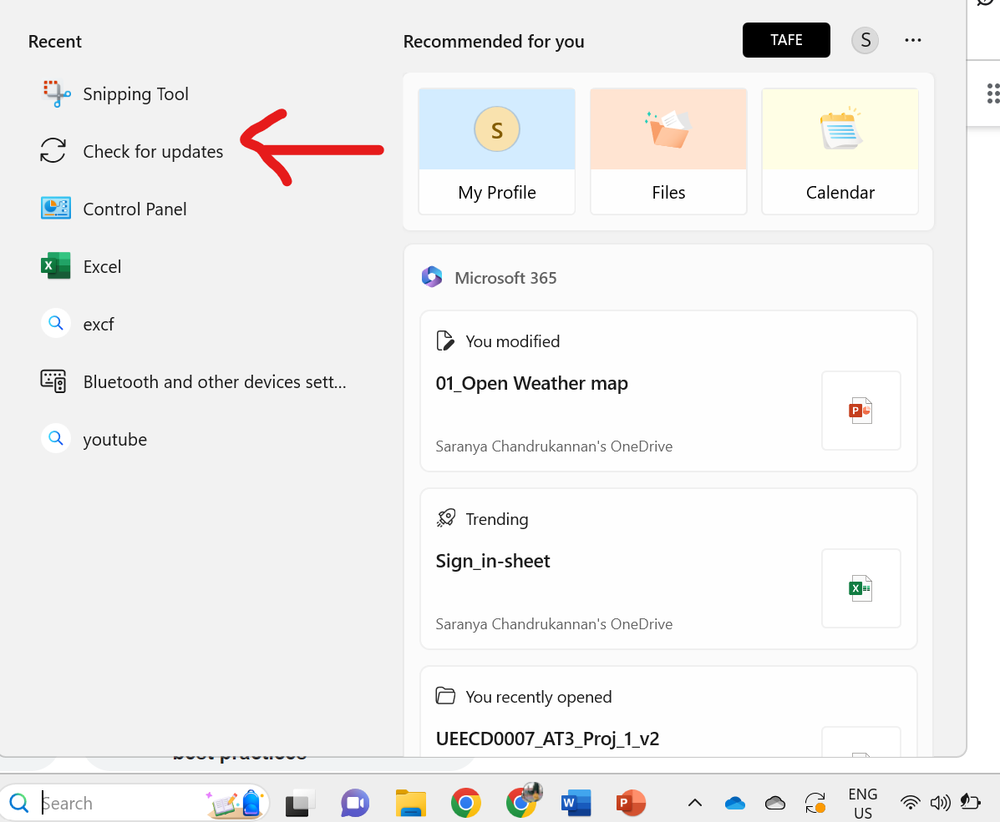 Recent
Snipping Tool
Check for updates
Control Panel
Excel
excf
Bluetooth and other devices sett...
youtube
Recommended for you
TAFE
S
S
My Profile
Files
Calendar
Microsoft 365
You modified
01_Open Weather map
Saranya Chandrukannan's OneDrive
Trending
Sign_in-sheet
Saranya Chandrukannan's OneDrive
You recently opened
UEECD0007_AT3_Proj_1_v2
best practices
Search
ENG
US